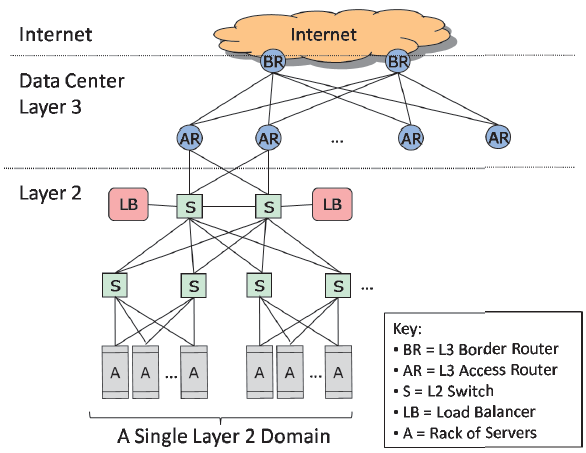 Internet
Internet
BR BR
Data Center
Layer 3
AR AR ... AR AR
Layer 2
LB S S LB
S S S S ...
A A ... A A A ... A
A Single Layer 2 Domain
Key:
• BR = L3 Border Router
• AR = L3 Access Router
• S = L2 Switch
• LB = Load Balancer
• A = Rack of Servers